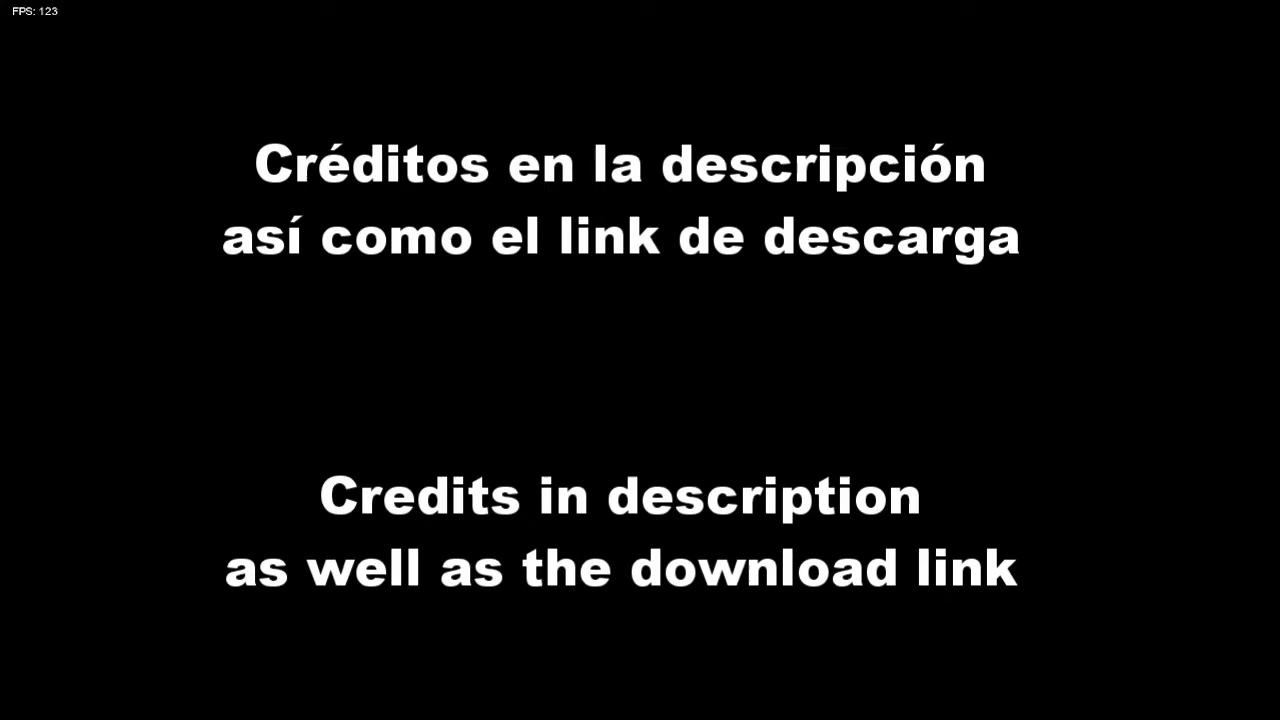 FPS: 123
Créditos en la descripción
así como el link de descarga
Credits in description
as well as the download link